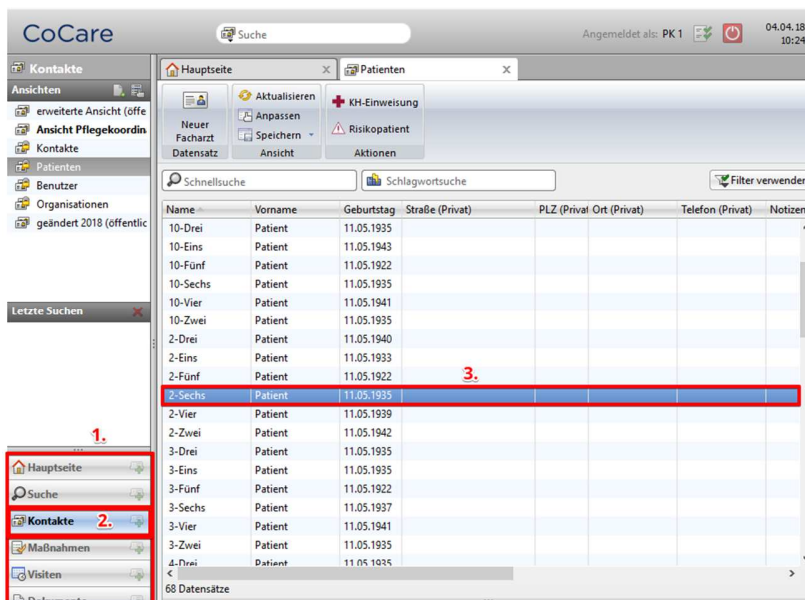 CoCare
Suche
Angemeldet als: PK 1
04.04.18
10:24
Kontakte
Ansichten
erweiterte Ansicht (öffe
Ansicht Pflegekoordin
Kontakte
Patienten
Benutzer
Organisationen
geändert 2018 (öffentlic
Letzte Suchen
1.
Hauptseite
Suche
Kontakte 2.
Maßnahmen
Visiten
Dokumente
Hauptseite x
Patienten x
Neuer
Facharzt
Datensatz
Aktualisieren
Anpassen
Speichern
Ansicht
KH-Einweisung
Risikopatient
Aktionen
Schnellsuche
Schlagwortsuche
Filter verwenden
Name Vorname Geburtstag Straße (Privat) PLZ (Privat Ort (Privat) Telefon (Privat) Notizen
10-Drei Patient 11.05.1935
10-Eins Patient 11.05.1943
10-Fünf Patient 11.05.1922
10-Sechs Patient 11.05.1935
10-Vier Patient 11.05.1941
10-Zwei Patient 11.05.1935
2-Drei Patient 11.05.1940
2-Eins Patient 11.05.1933
2-Fünf Patient 11.05.1922
3.
2-Sechs Patient 11.05.1935
2-Vier Patient 11.05.1939
2-Zwei Patient 11.05.1942
3-Drei Patient 11.05.1935
3-Eins Patient 11.05.1935
3-Fünf Patient 11.05.1922
3-Sechs Patient 11.05.1937
3-Vier Patient 11.05.1941
3-Zwei Patient 11.05.1935
4-Drei Patient 11.05.1935
68 Datensätze